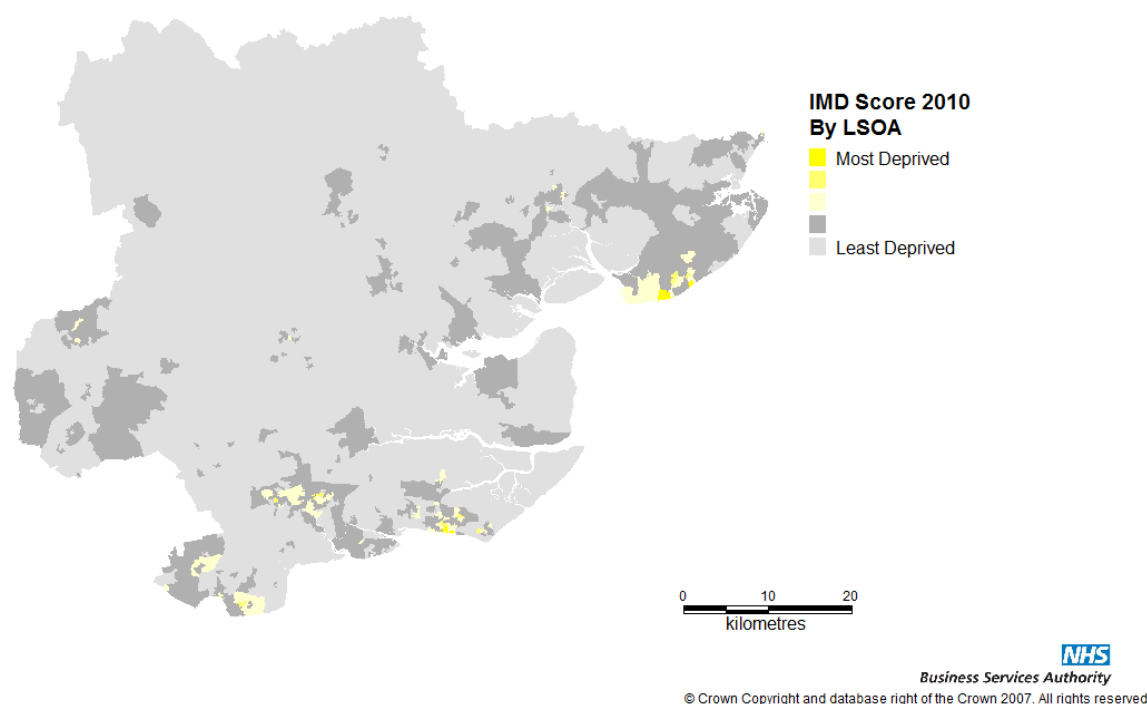 IMD Score 2010
By LSOA
Most Deprived
Least Deprived
0 10 20
kilometres
NHS
Business Services Authority
© Crown Copyright and database right of the Crown 2007. All rights reserved